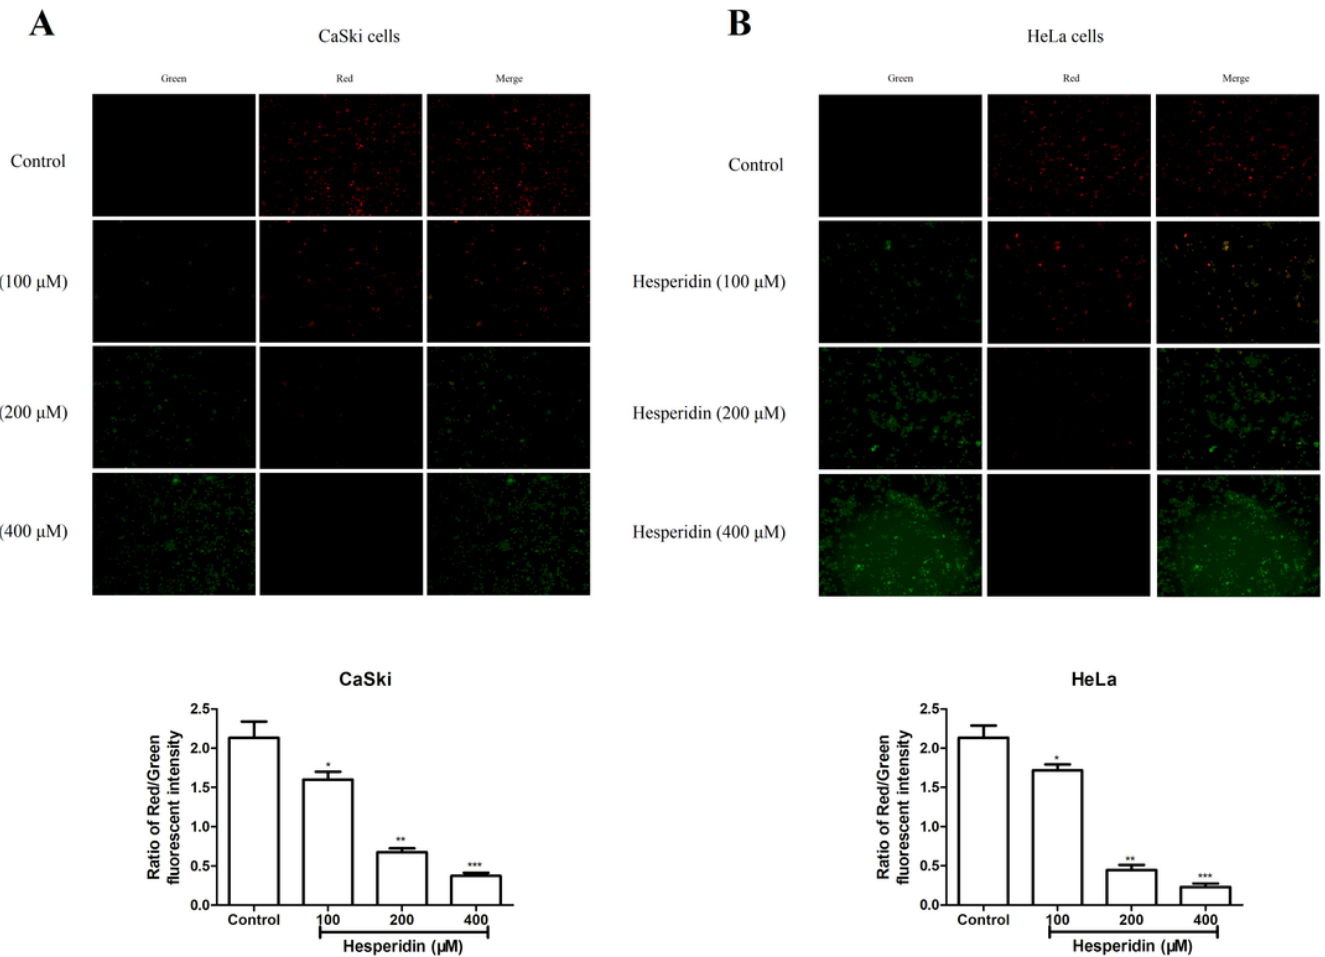 A
CaSki cells
Green Red Merge
Control
(100 μM)
(200 μM)
(400 μM)
B
HeLa cells
Green Red Merge
Control
Hesperidin (100 μM)
Hesperidin (200 μM)
Hesperidin (400 μM)
CaSki
Ratio of Red/Green
fluorescent intensity
2.5
2.0
1.5
1.0
0.5
0.0
*
**
***
Control 100 200 400
Hesperidin (μM)
HeLa
Ratio of Red/Green
fluorescent intensity
2.5
2.0
1.5
1.0
0.5
0.0
*
**
***
Control 100 200 400
Hesperidin (μM)